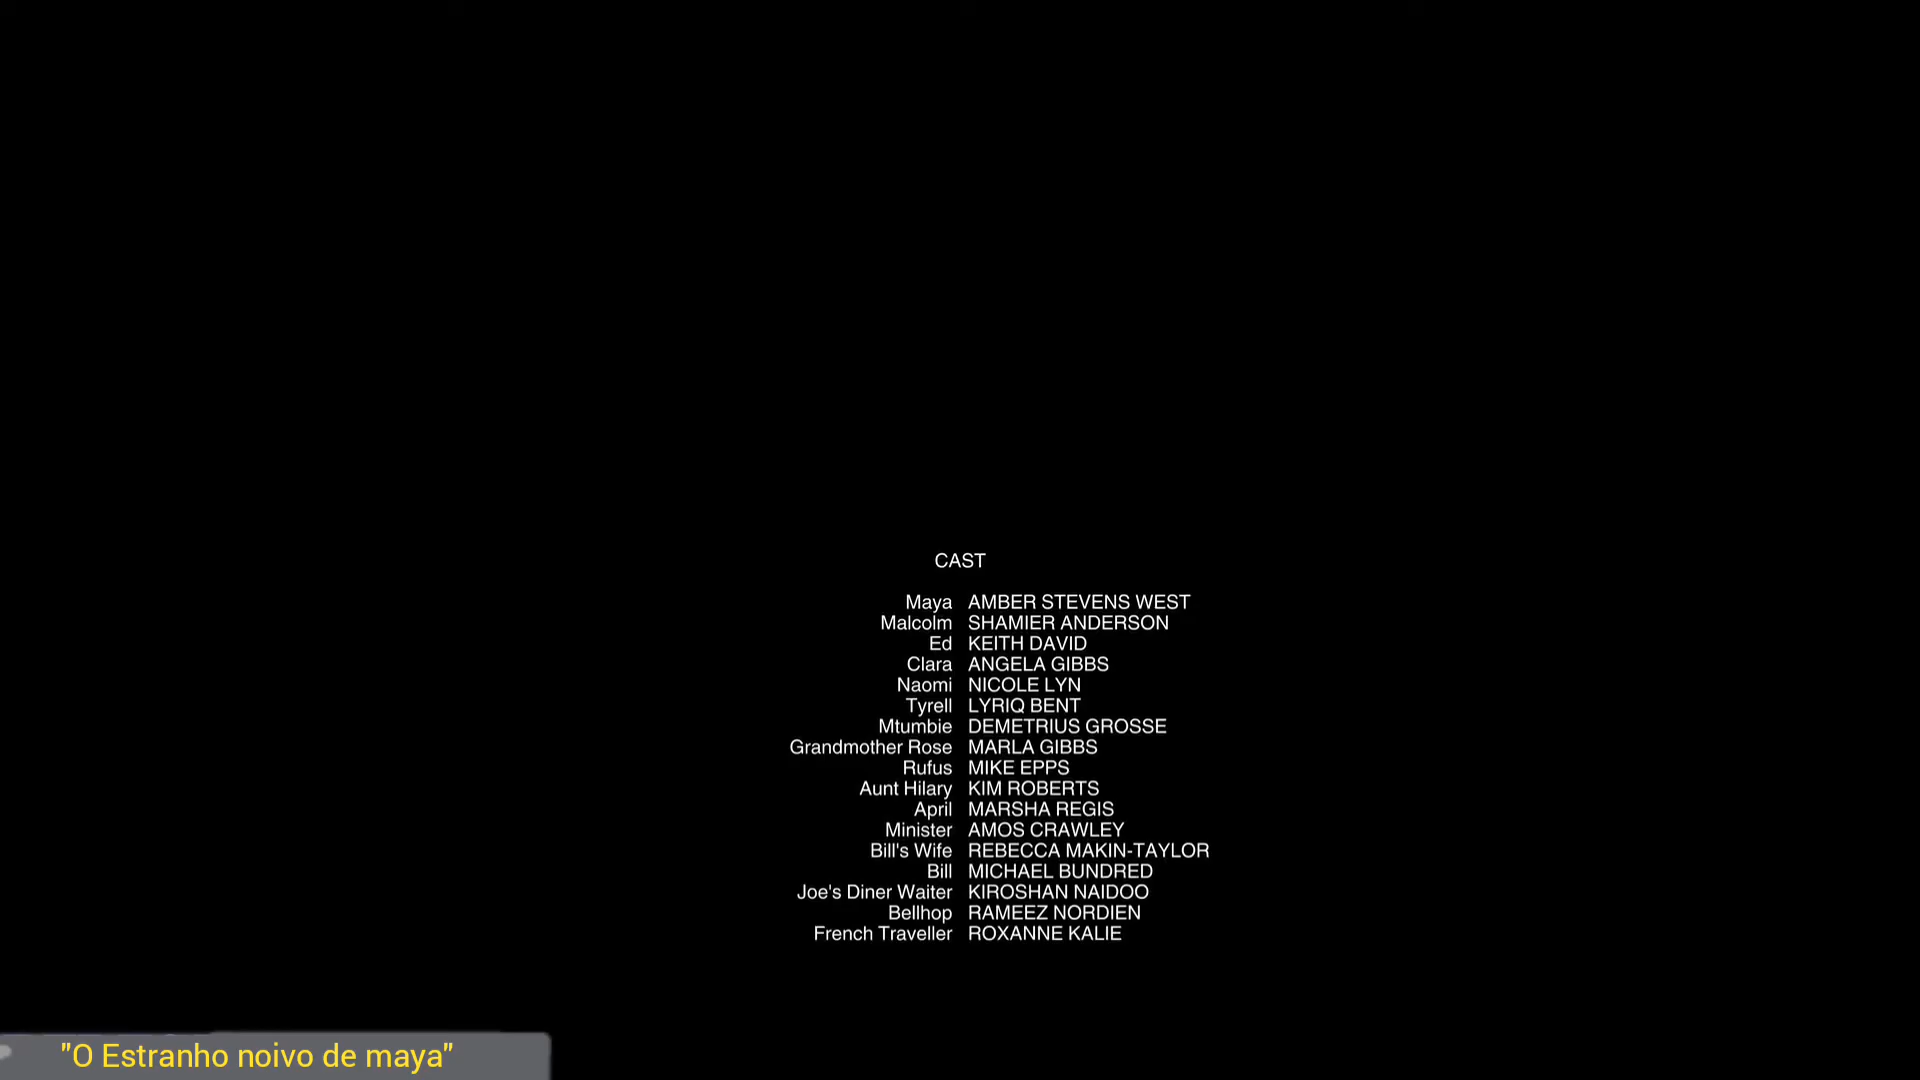 CAST
Maya AMBER STEVENS WEST
Malcolm SHAMIER ANDERSON
Ed KEITH DAVID
Clara ANGELA GIBBS
Naomi NICOLE LYN
Tyrell LYRIQ BENT
Mtumbie DEMETRIUS GROSSE
Grandmother Rose MARLA GIBBS
Rufus MIKE EPPS
Aunt Hilary KIM ROBERTS
April MARSHA REGIS
Minister AMOS CRAWLEY
Bill's Wife REBECCA MAKIN-TAYLOR
Bill MICHAEL BUNDRED
Joe's Diner Waiter KIROSHAN NAIDOO
Bellhop RAMEEZ NORDIEN
French Traveller ROXANNE KALIE
"O Estranho noivo de maya"